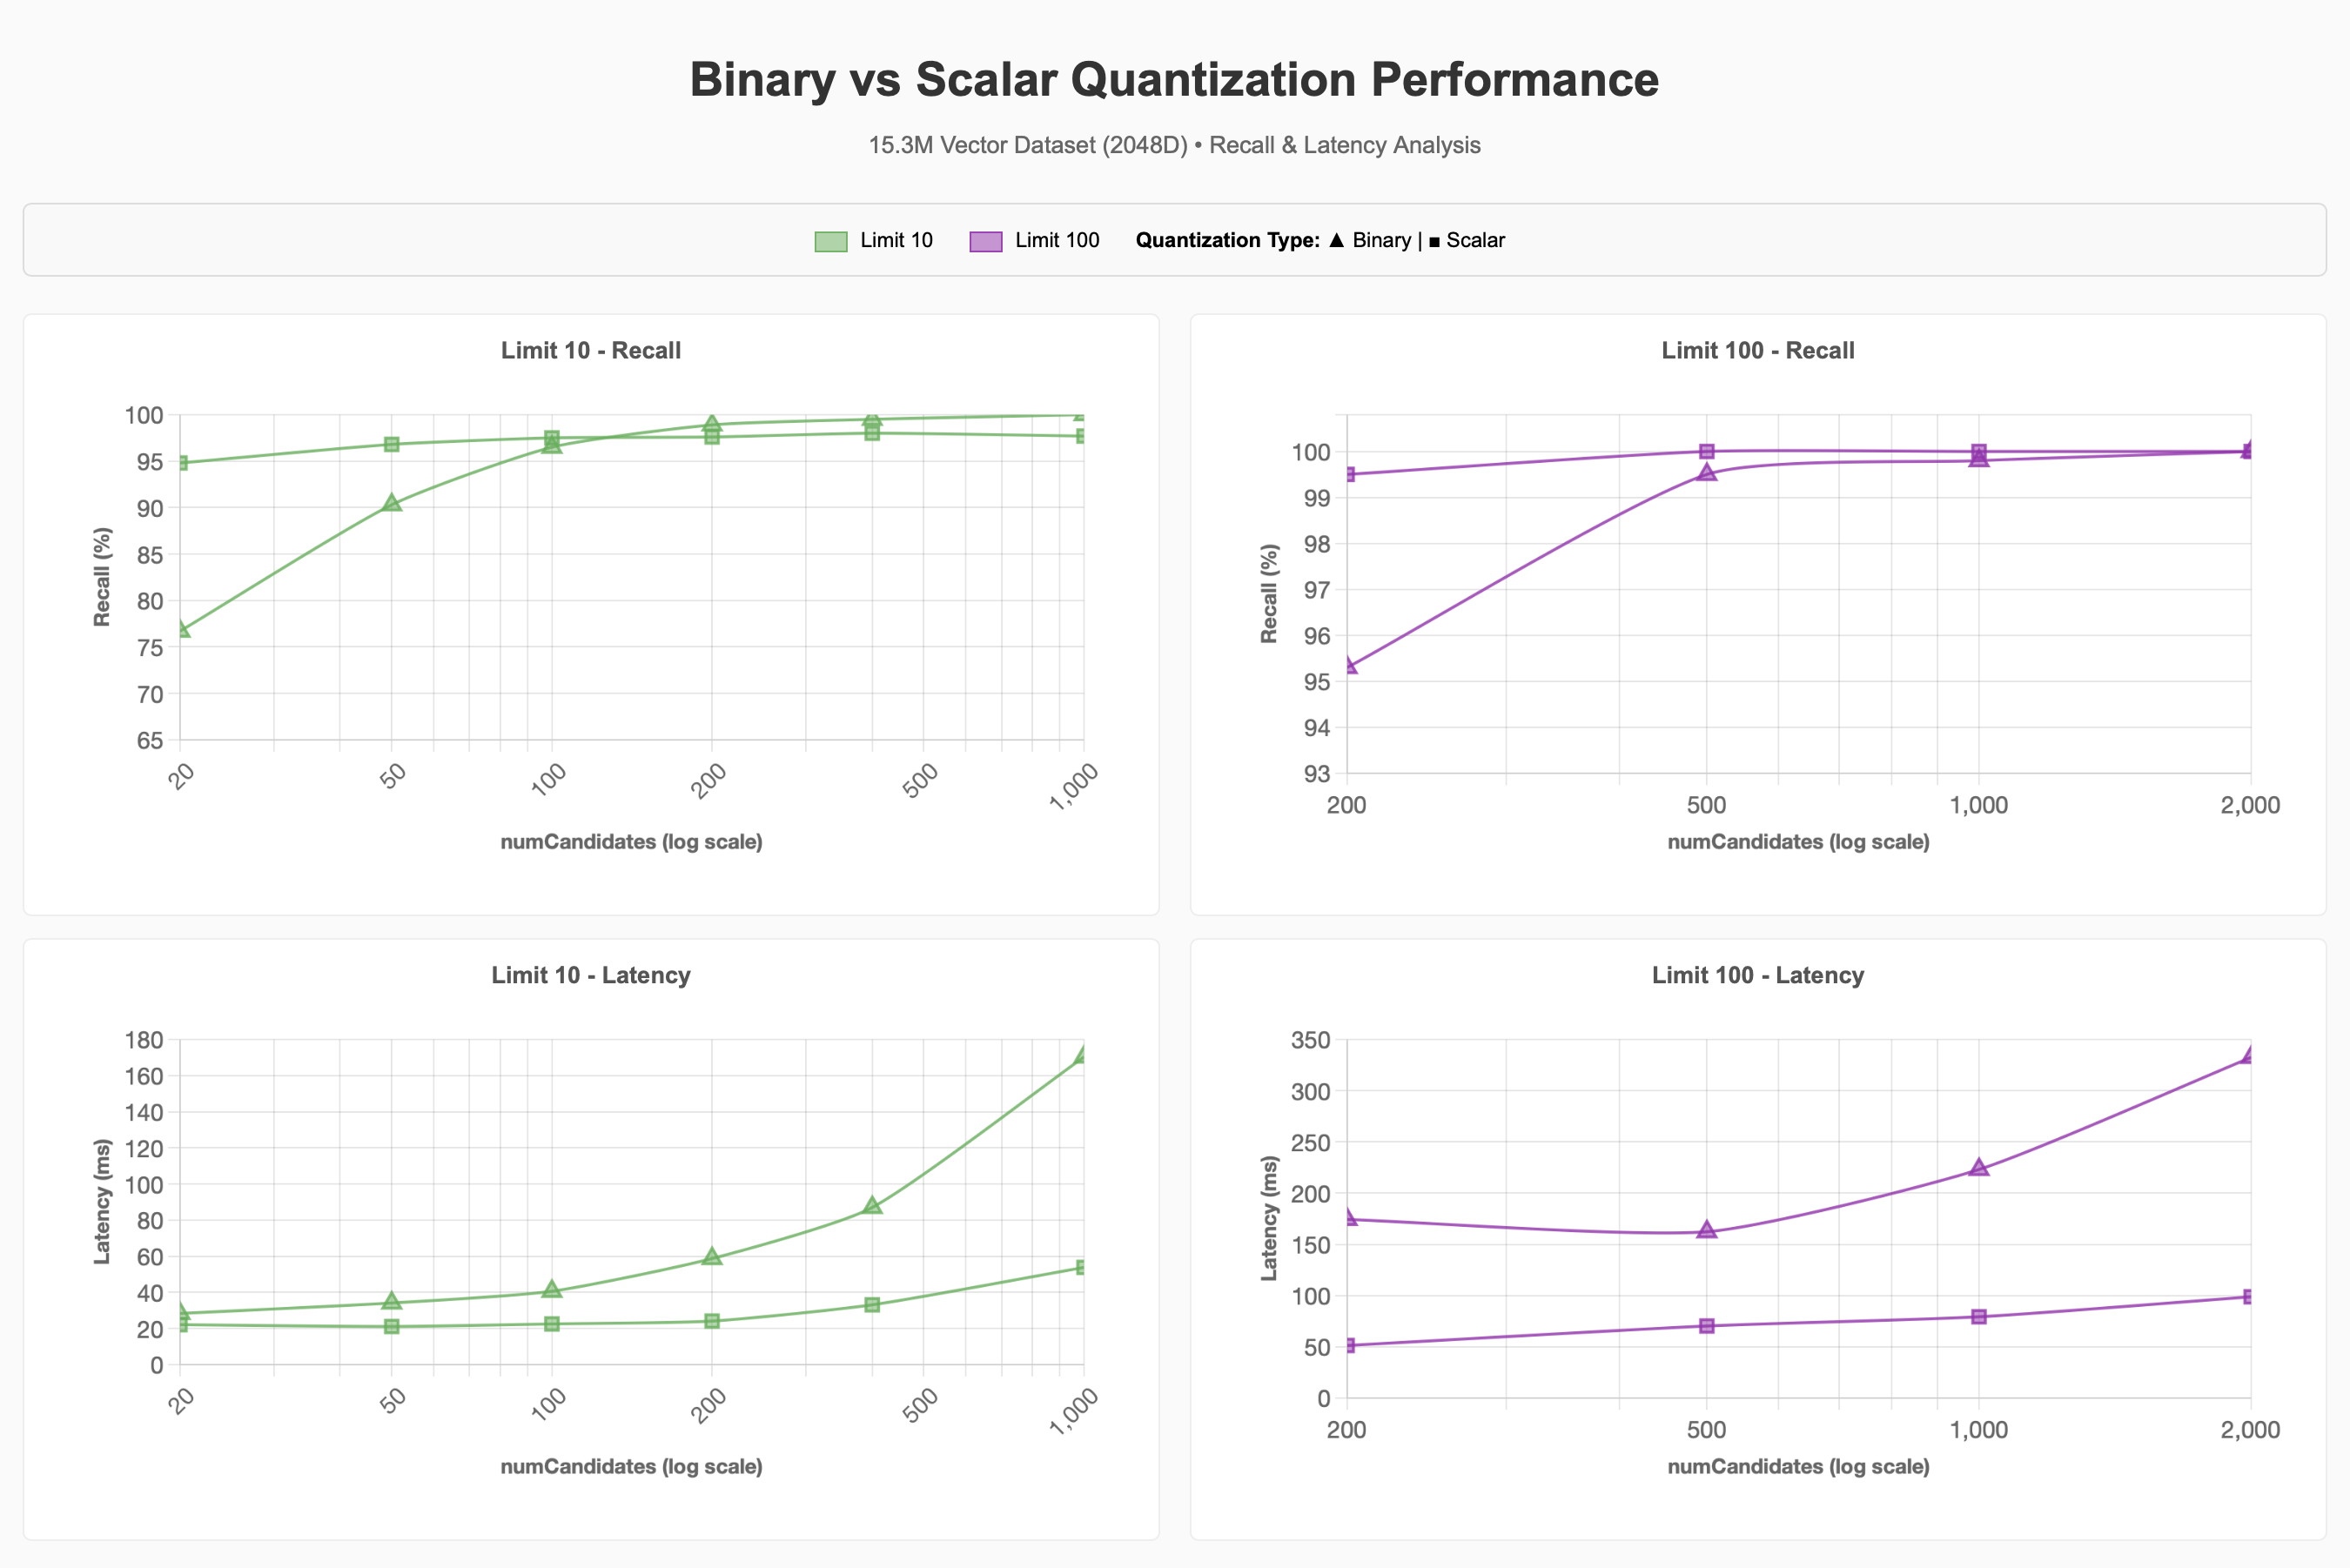 Binary vs Scalar Quantization Performance
15.3M Vector Dataset (2048D) • Recall & Latency Analysis
Limit 10 Limit 100 Quantization Type: ▲ Binary | ■ Scalar
Limit 10 - Recall
100
95
90
85
80
75
70
65
Recall (%)
20 50 100 200 500 1,000
numCandidates (log scale)
Limit 100 - Recall
100
99
98
97
96
95
94
93
Recall (%)
200 500 1,000 2,000
numCandidates (log scale)
Limit 10 - Latency
180
160
140
120
100
80
60
40
20
0
Latency (ms)
20 50 100 200 500 1,000
numCandidates (log scale)
Limit 100 - Latency
350
300
250
200
150
100
50
0
Latency (ms)
200 500 1,000 2,000
numCandidates (log scale)